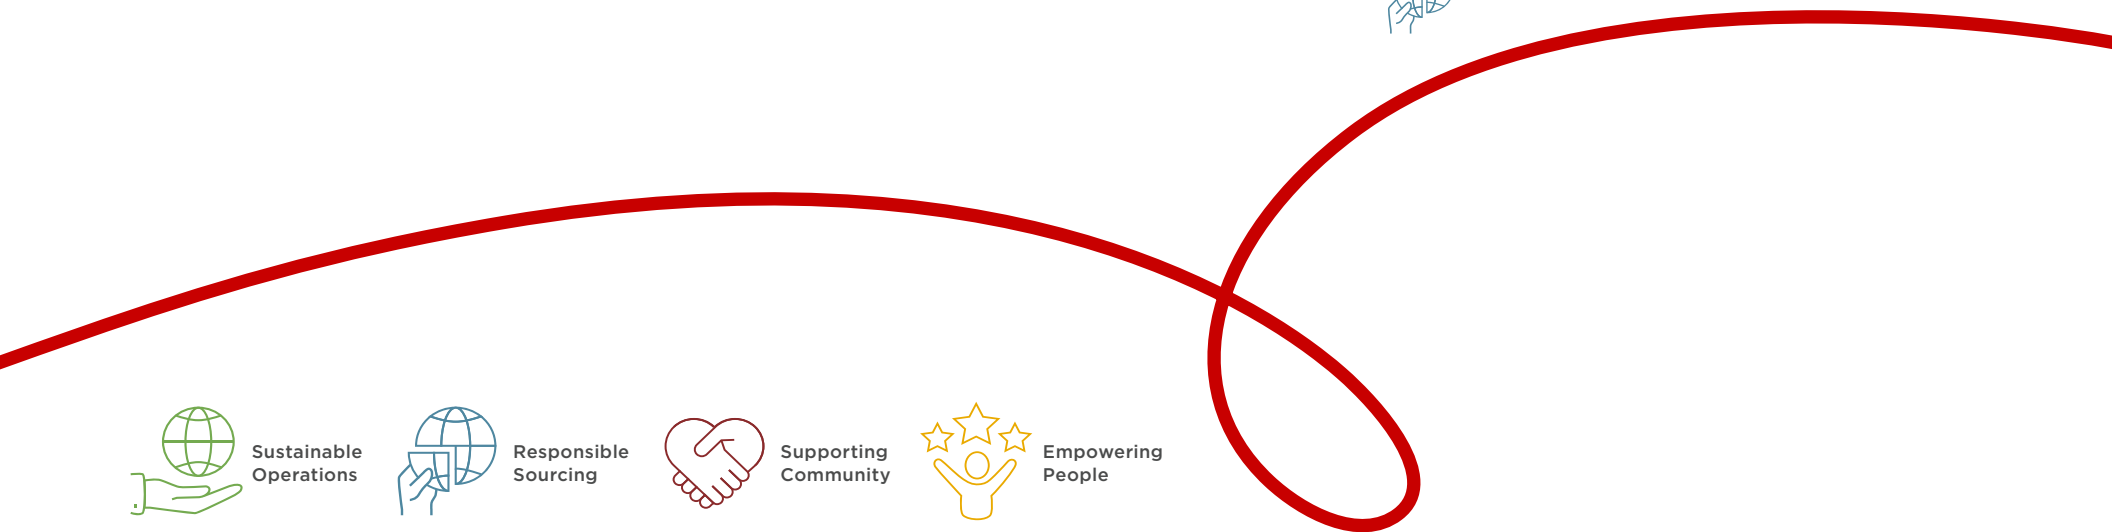 Sustainable
Operations
Responsible
Sourcing
Supporting
Community
Empowering
People